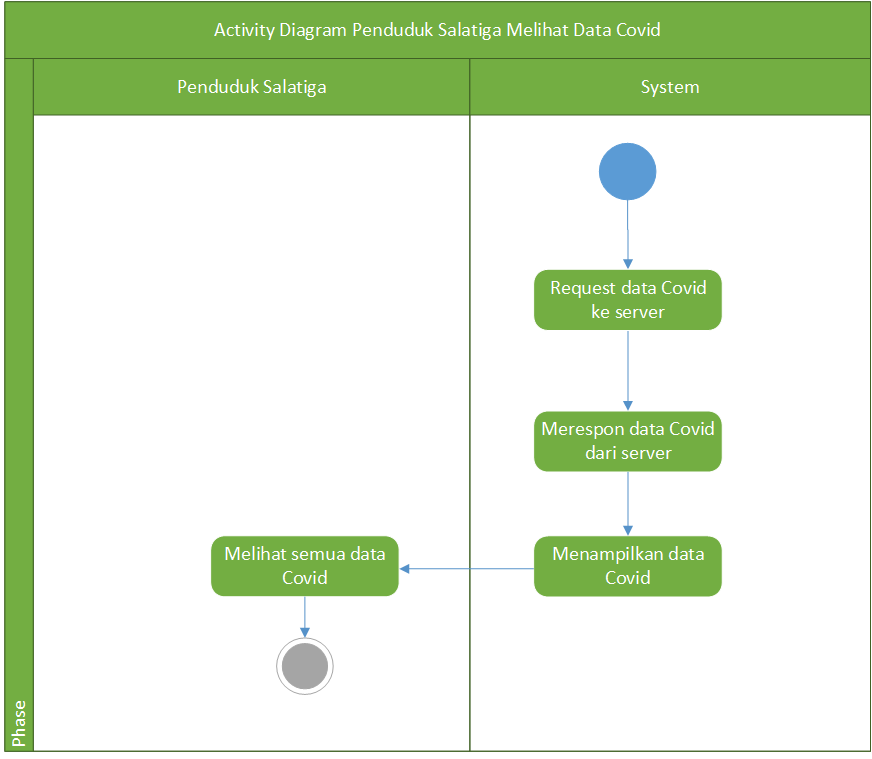 Activity Diagram Penduduk Salatiga Melihat Data Covid
Penduduk Salatiga
System
Request data Covid
ke server
Merespon data Covid
dari server
Menampilkan data
Covid
Melihat semua data
Covid
Phase